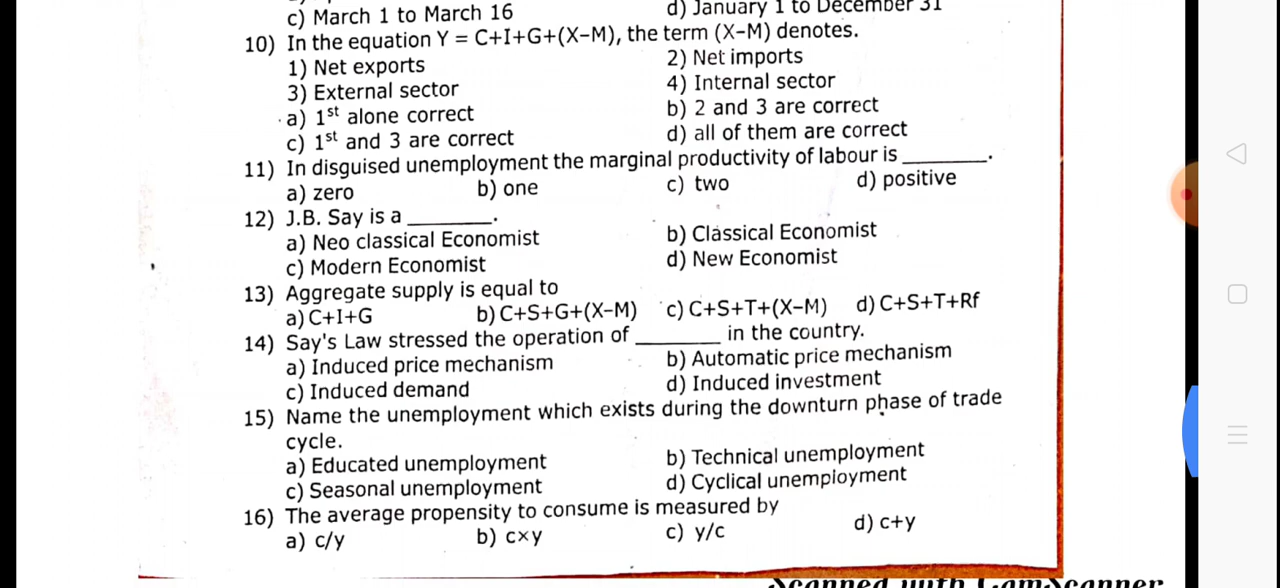 c) March 1 to March 16 d) January 1 to December 31
10) In the equation Y = C+I+G+(X–M), the term (X–M) denotes.
1) Net exports 2) Net imports
3) External sector 4) Internal sector
a) 1st alone correct b) 2 and 3 are correct
c) 1st and 3 are correct d) all of them are correct
11) In disguised unemployment the marginal productivity of labour is ________.
a) zero b) one c) two d) positive
12) J.B. Say is a ________.
a) Neo classical Economist b) Classical Economist
c) Modern Economist d) New Economist
13) Aggregate supply is equal to
a) C+I+G b) C+S+G+(X–M) c) C+S+T+(X–M) d) C+S+T+Rf
14) Say's Law stressed the operation of ________ in the country.
a) Induced price mechanism b) Automatic price mechanism
c) Induced demand d) Induced investment
15) Name the unemployment which exists during the downturn phase of trade
cycle.
a) Educated unemployment b) Technical unemployment
c) Seasonal unemployment d) Cyclical unemployment
16) The average propensity to consume is measured by
a) c/y b) c×y c) y/c d) c+y
Scanned with CamScanner